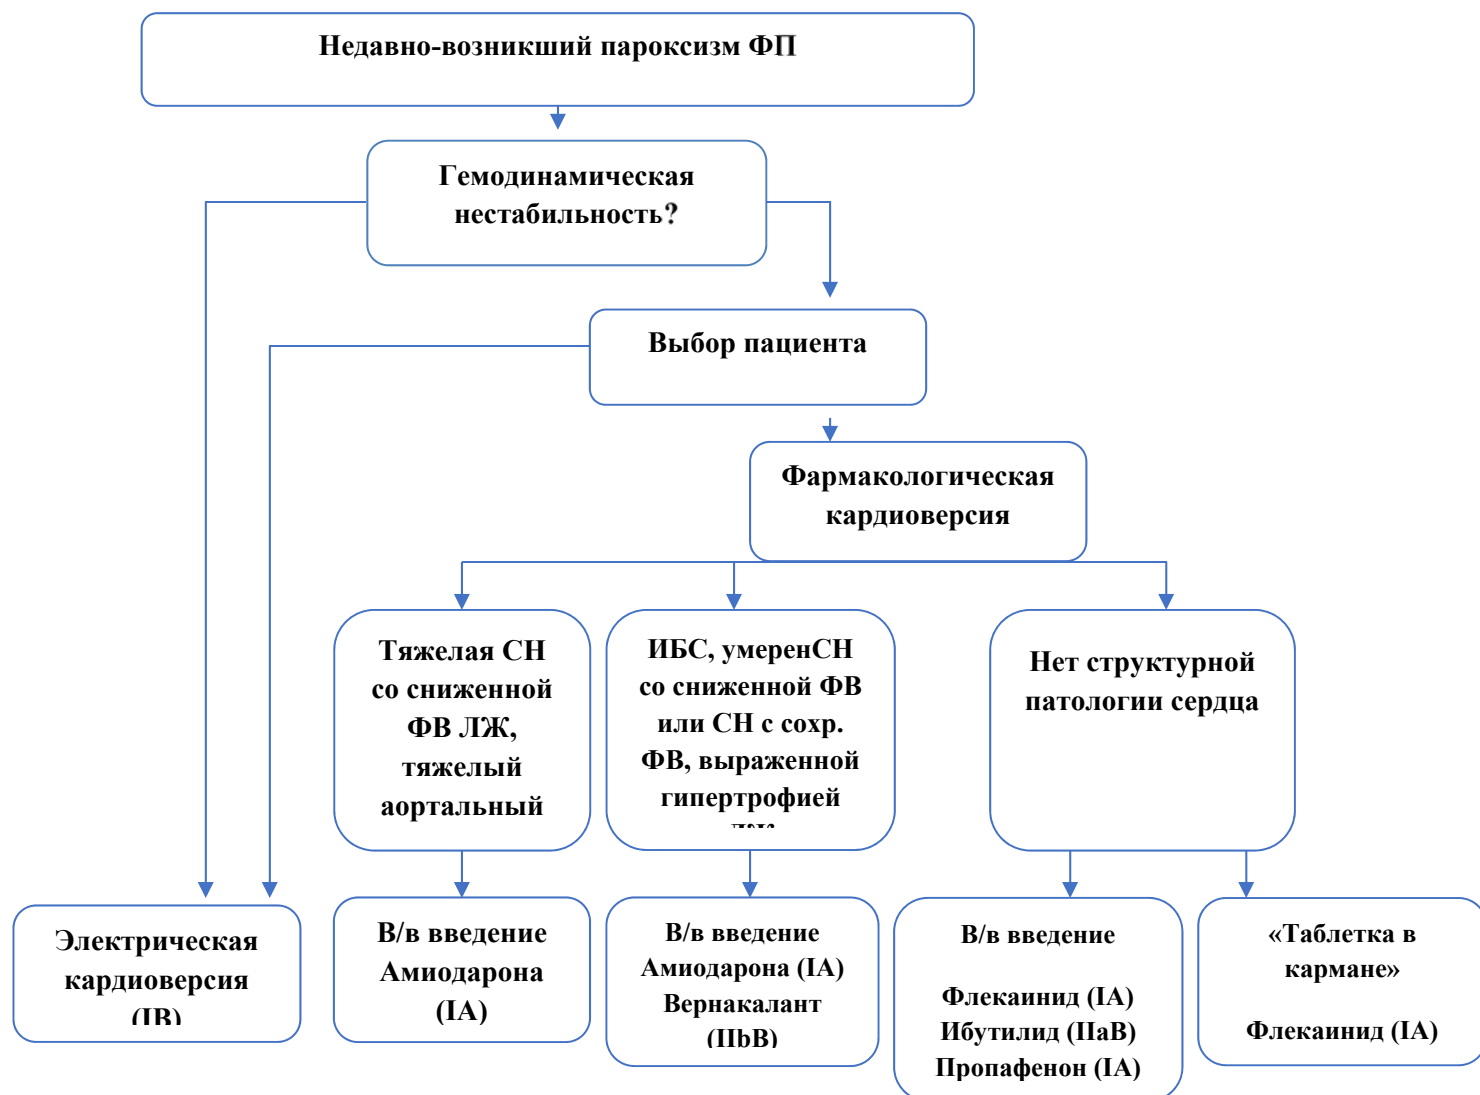 Недавно-возникший пароксизм ФП
Гемодинамическая
нестабильность?
Выбор пациента
Фармакологическая
кардиоверсия
Тяжелая СН
со сниженной
ФВ ЛЖ,
тяжелый
аортальный
ИБС, умеренСН
со сниженной ФВ
или СН с сохр.
ФВ, выраженной
гипертрофией
Нет структурной
патологии сердца
Электрическая
кардиоверсия
(IB)
В/в введение
Амиодарона
(IA)
В/в введение
Амиодарона (IA)
Вернакалант
(IIbB)
В/в введение
Флекаинид (IA)
Ибутилид (IIaB)
Пропафенон (IA)
«Таблетка в
кармане»
Флекаинид (IA)